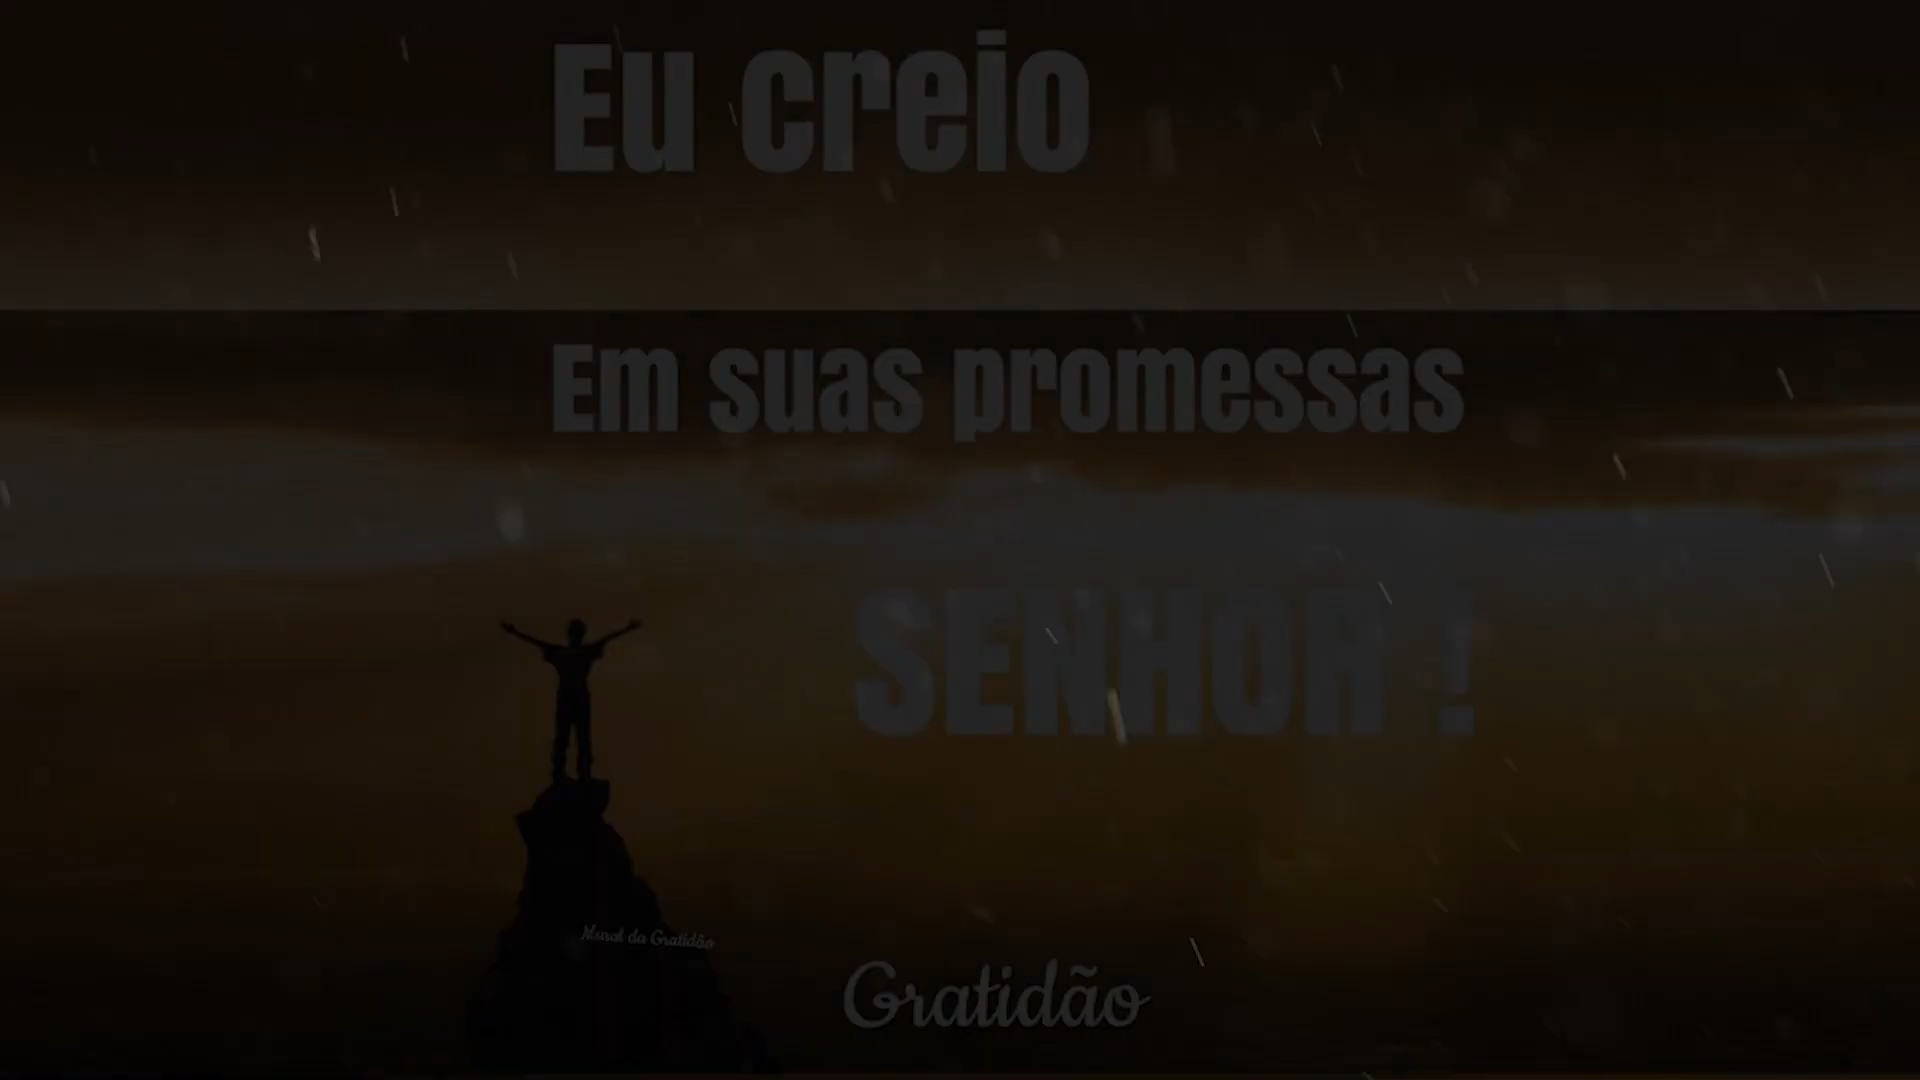 Eu creio
Em suas promessas
SENHOR !
Mural da Gratidão
Gratidão